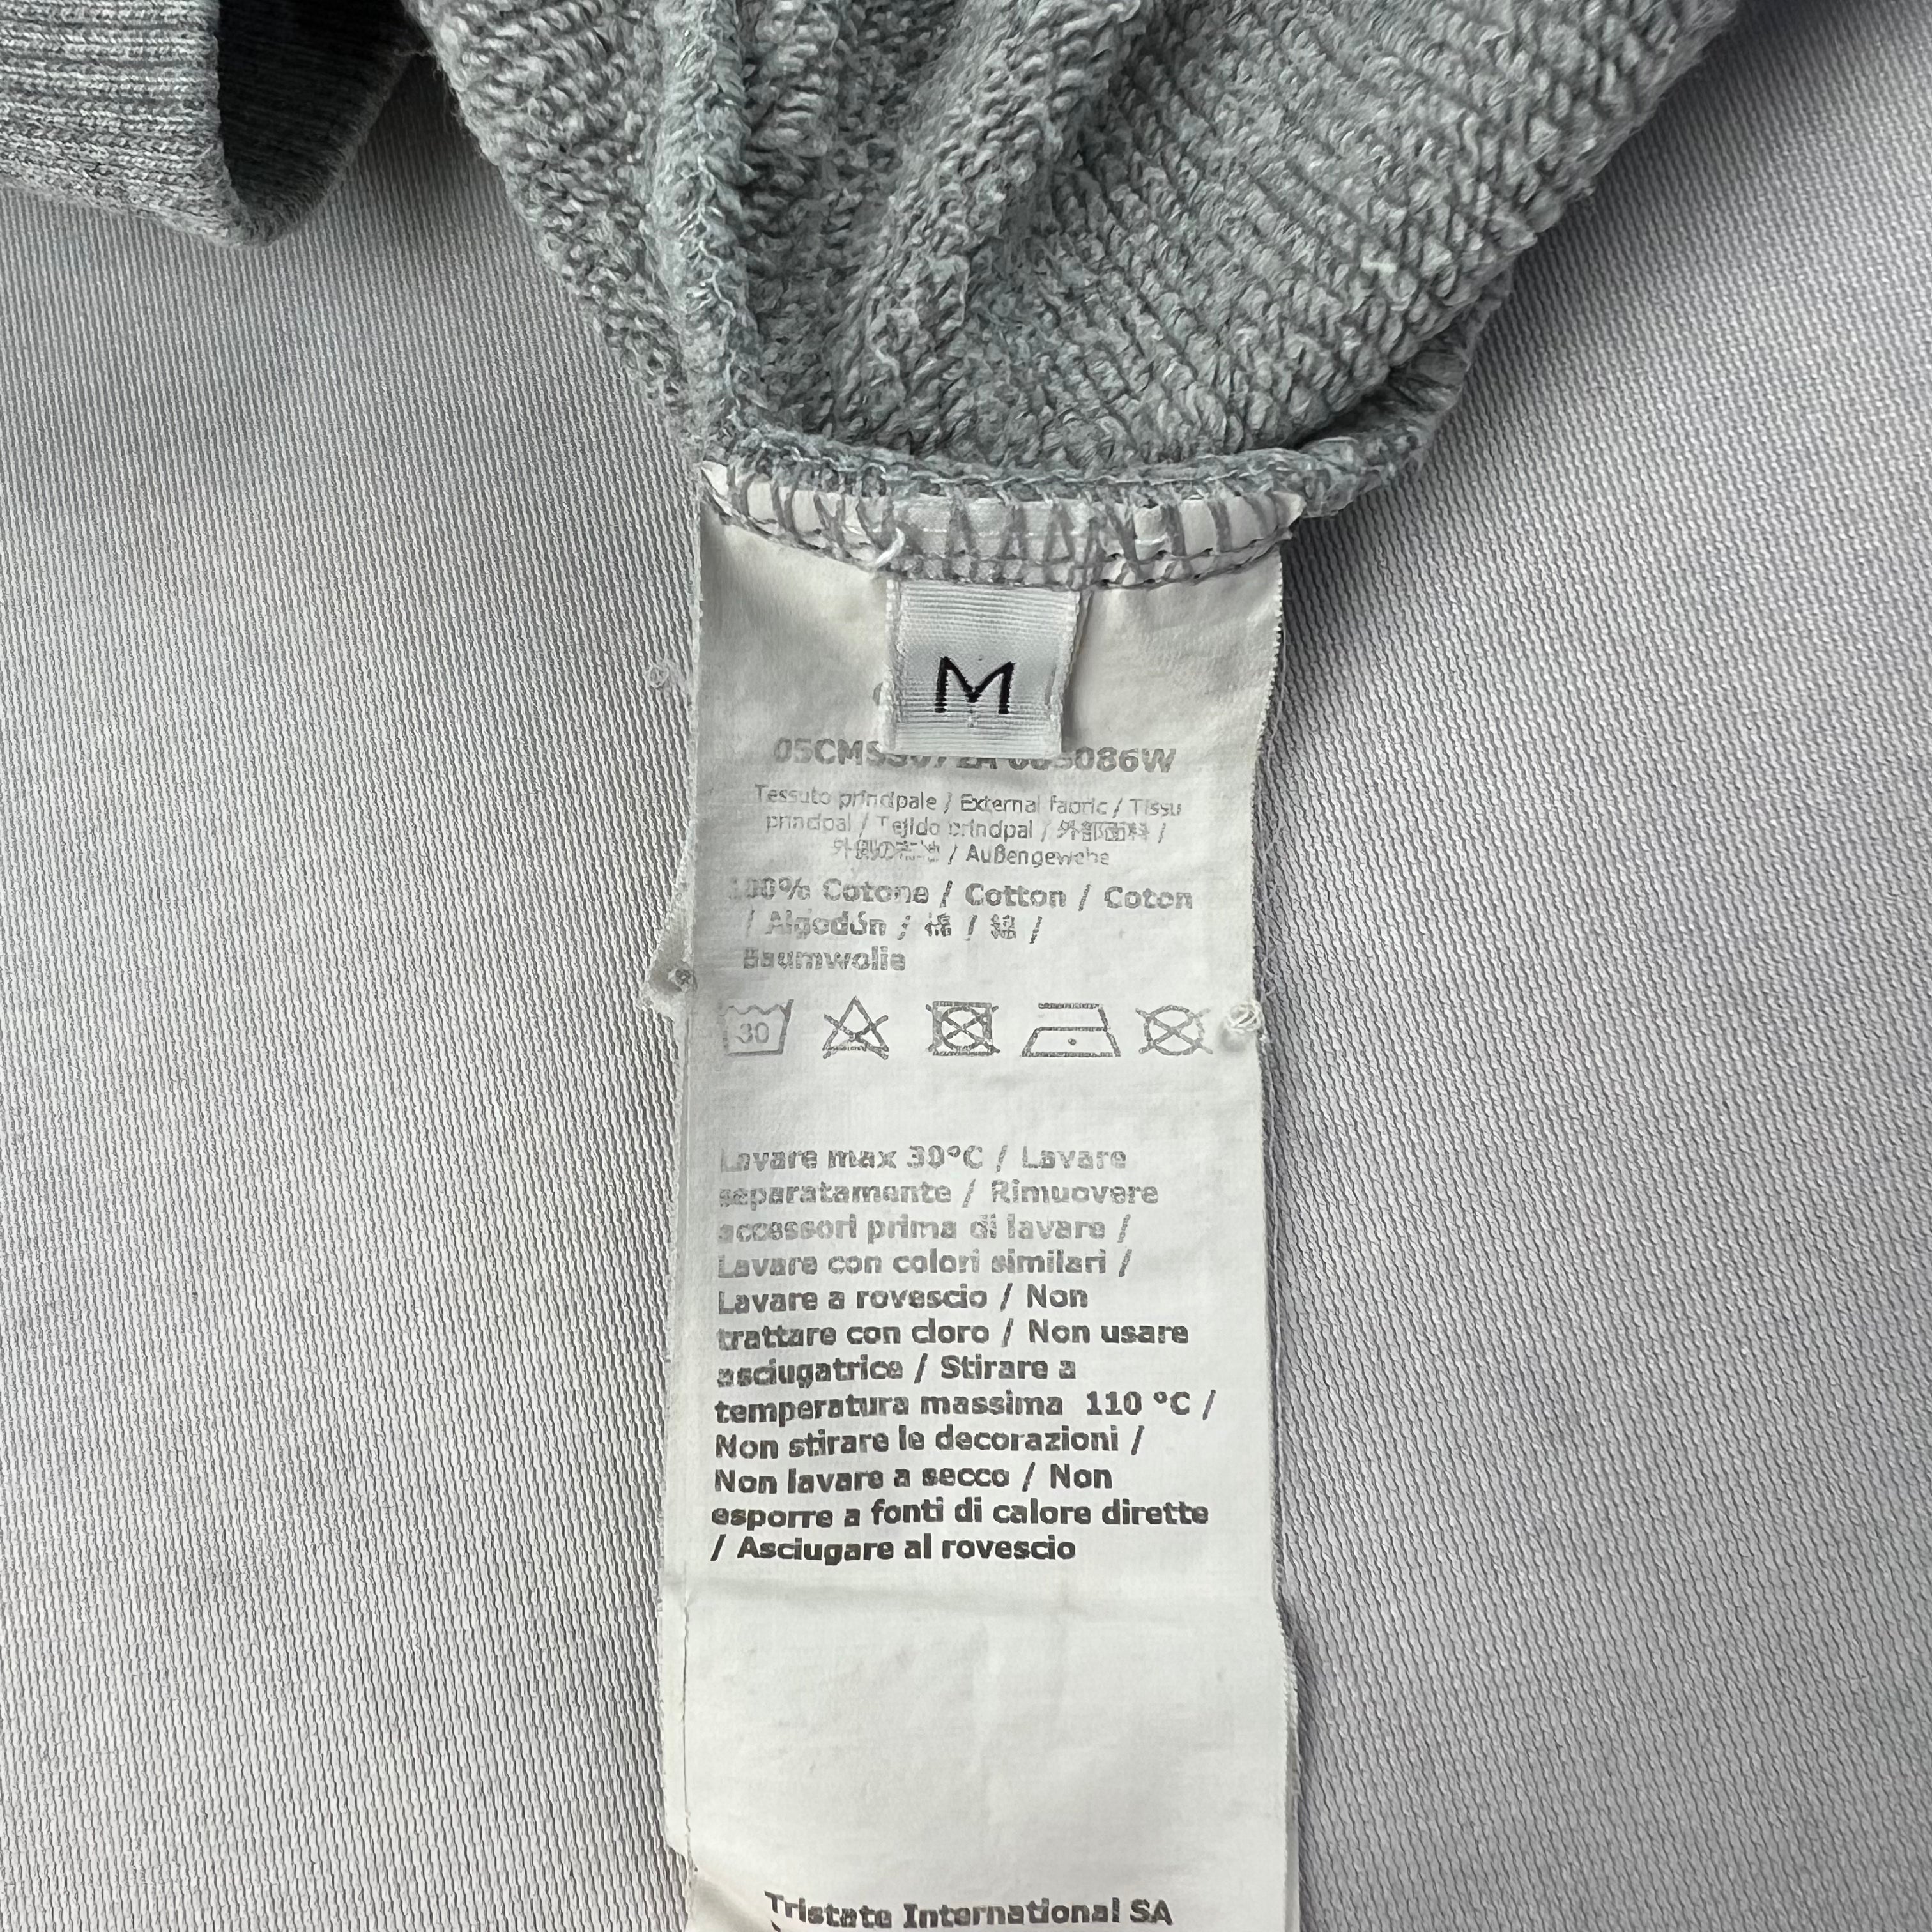 M
Tessuto principale / External fabric / Tissu
principal / Tejido principal / 外部面料 /
外側の / Außengewebe
100% Cotone / Cotton / Coton
/ Algodón / 棉 / 綿 /
Baumwolle
30
Lavare max 30°C / Lavare
separatamente / Rimuovere
accessori prima di lavare /
Lavare con colori similari /
Lavare a rovescio / Non
trattare con cloro / Non usare
asciugatrice / Stirare a
temperatura massima 110 °C /
Non stirare le decorazioni /
Non lavare a secco / Non
esporre a fonti di calore dirette
/ Asciugare al rovescio
Tristate International SA